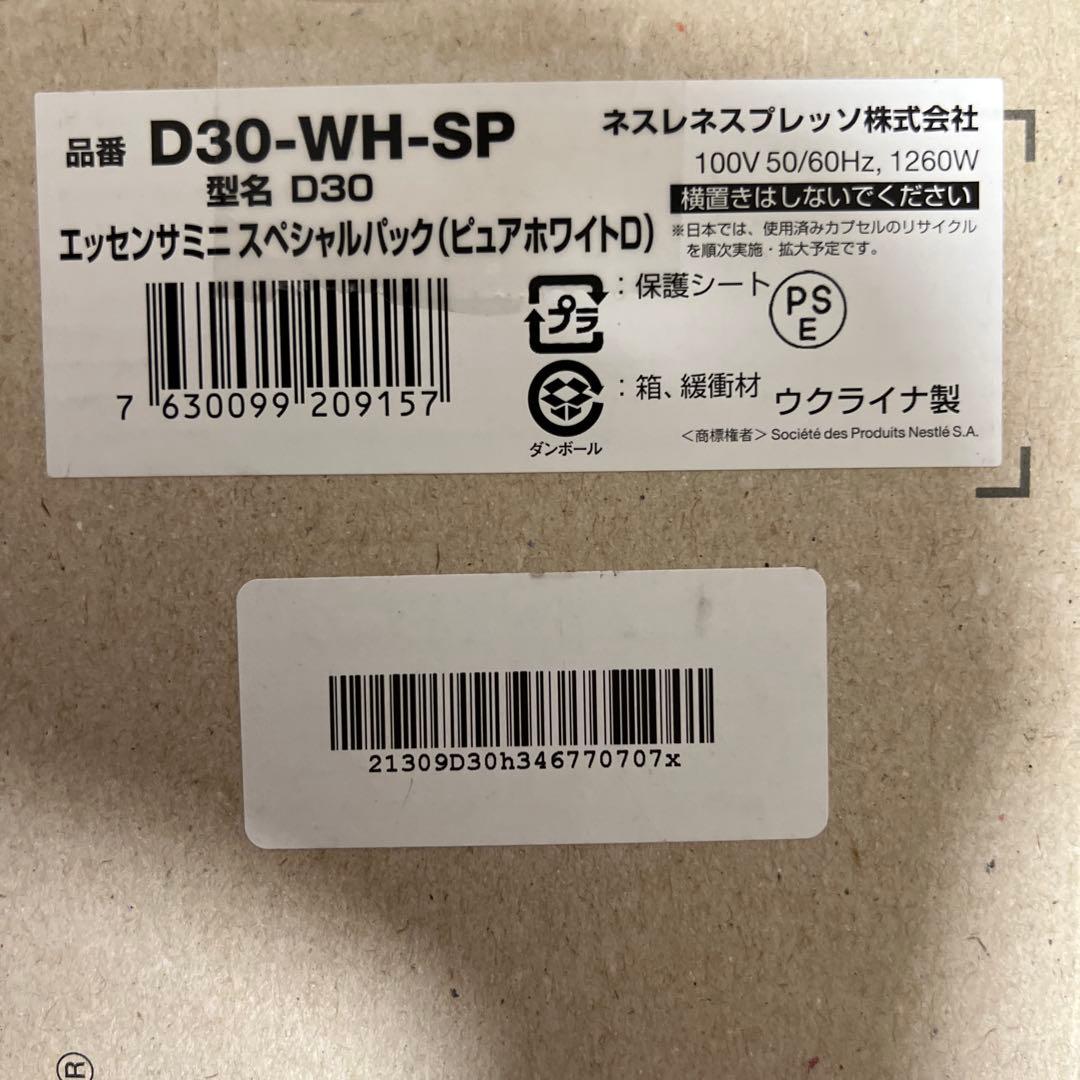 品番 D30-WH-SP
型名 D30
エッセンサミニ スペシャルパック(ピュアホワイトD)
7 630099 209157
ネスレネスプレッソ株式会社
100V 50/60Hz, 1260W
横置きはしないでください
※日本では、使用済みカプセルのリサイクル
を順次実施・拡大予定です。
プラ : 保護シート
PS
E
: 箱、緩衝材
ダンボール
ウクライナ製
<商標権者> Société des Produits Nestlé S.A.
21309D30h346770707x
®